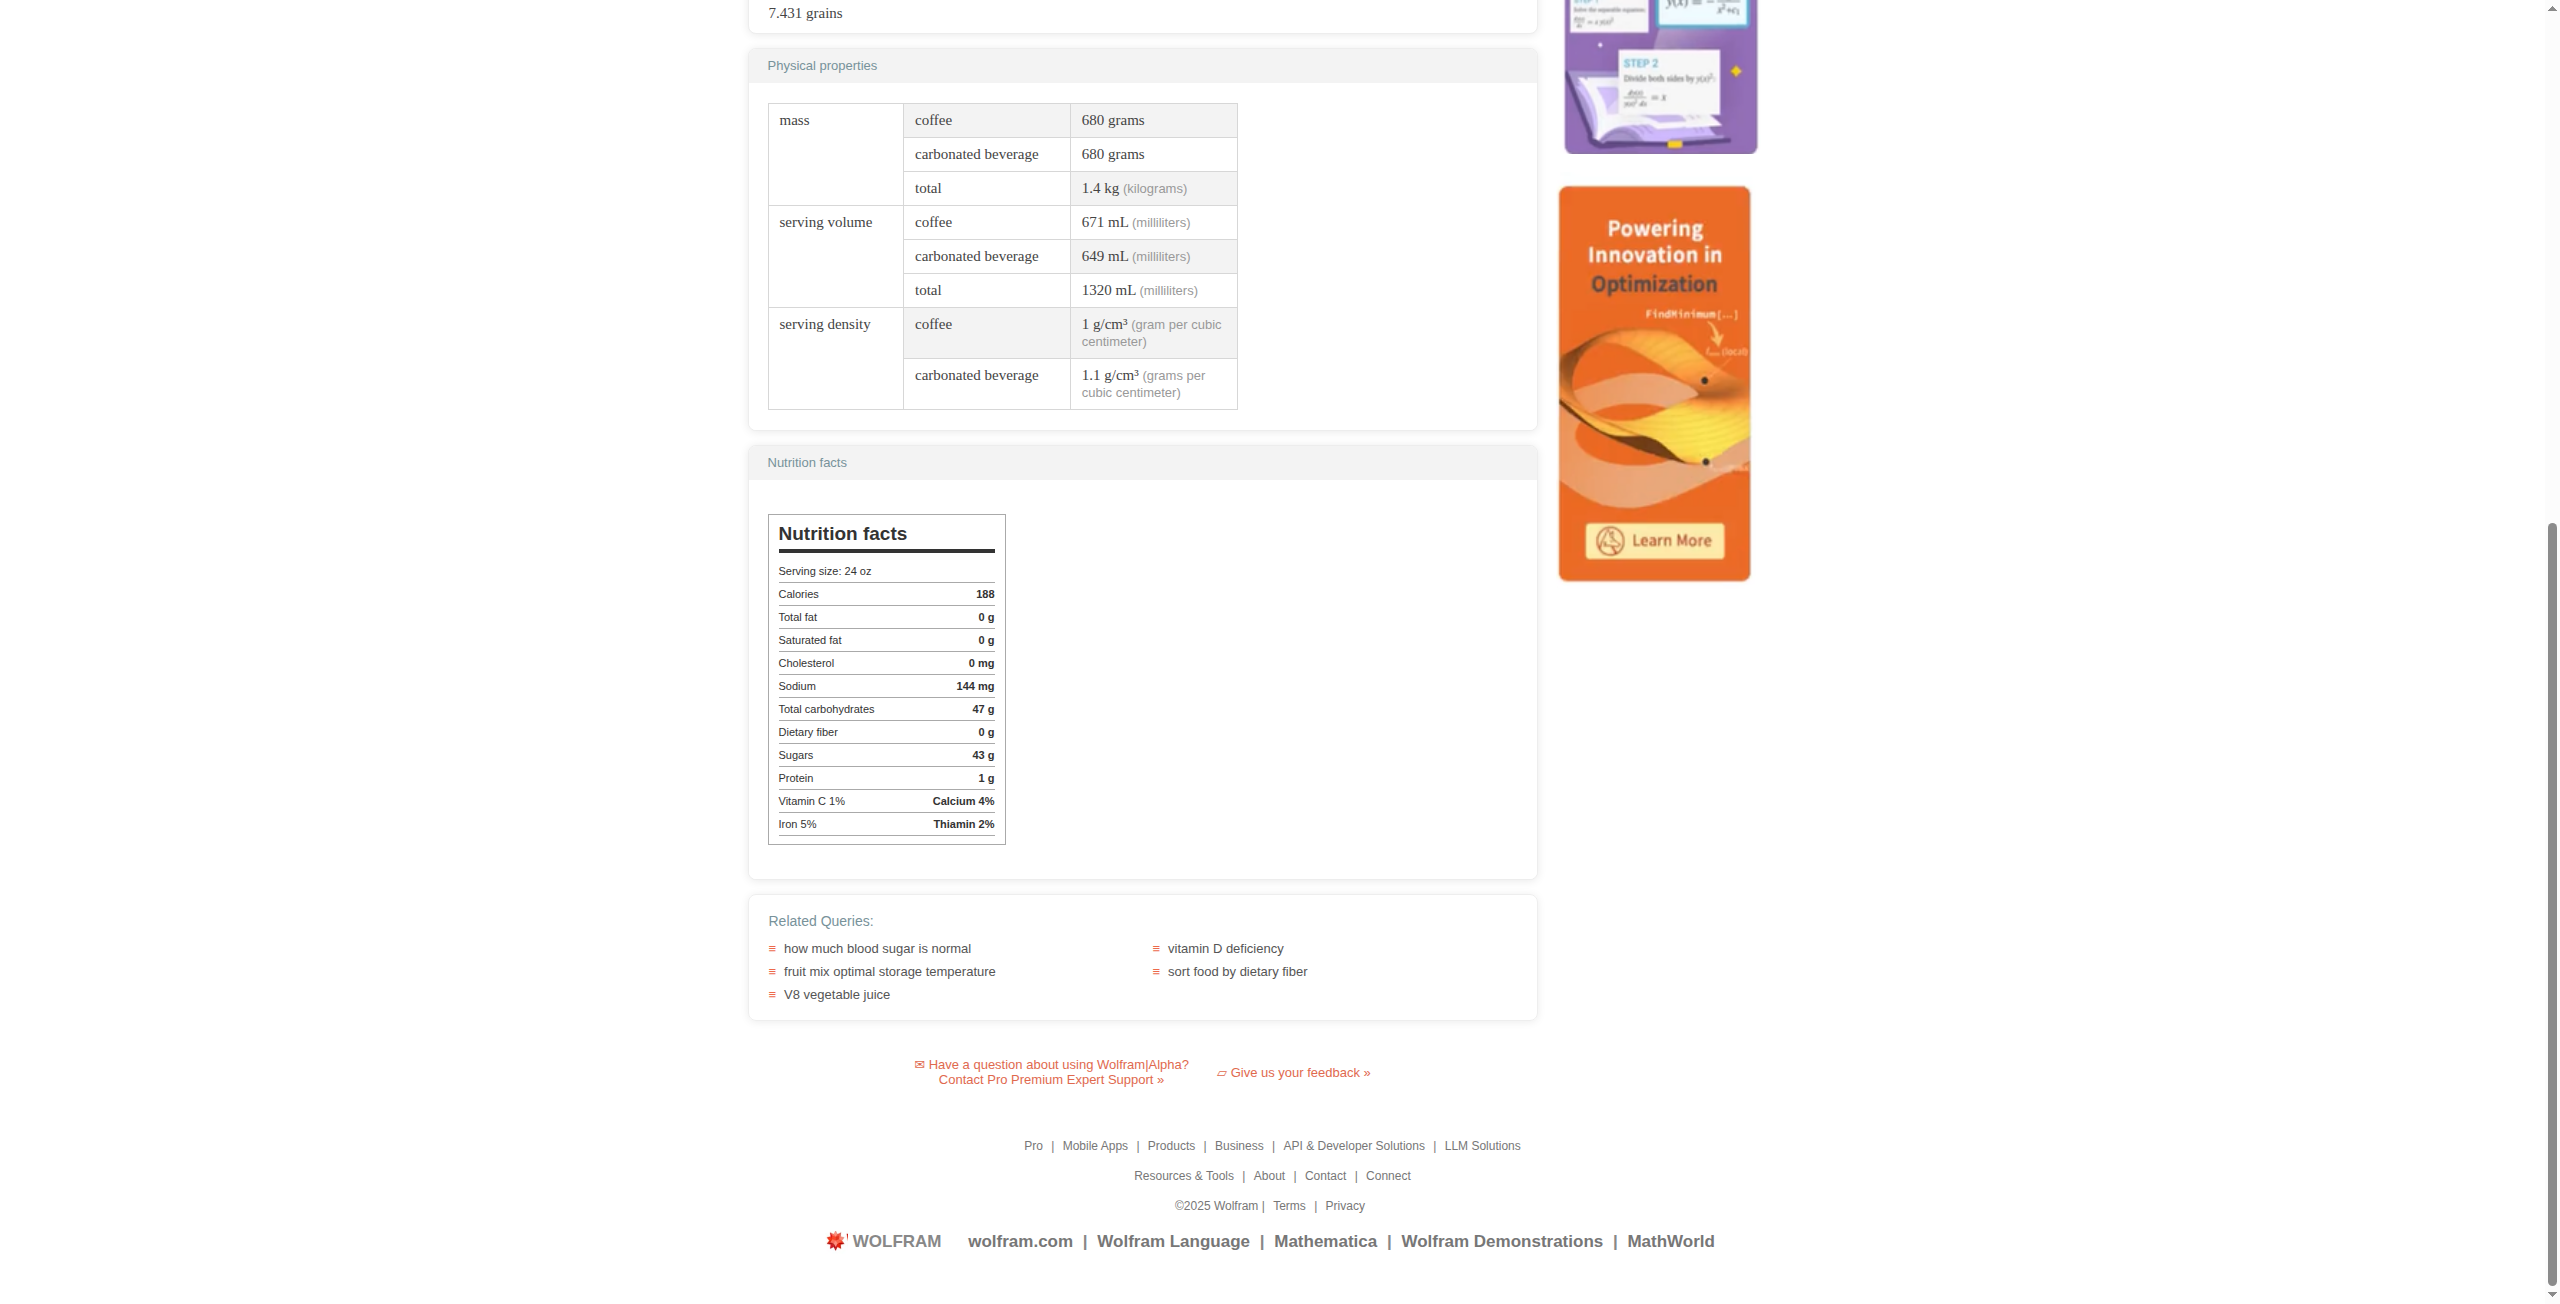 7.431 grains
Physical properties
mass
coffee
680 grams
carbonated beverage
680 grams
total
1.4 kg (kilograms)
serving volume
coffee
671 mL (milliliters)
carbonated beverage
649 mL (milliliters)
total
1320 mL (milliliters)
serving density
coffee
1 g/cm³ (gram per cubic
centimeter)
carbonated beverage
1.1 g/cm³ (grams per
cubic centimeter)
Nutrition facts
Nutrition facts
Serving size: 24 oz
Calories 188
Total fat 0 g
Saturated fat 0 g
Cholesterol 0 mg
Sodium 144 mg
Total carbohydrates 47 g
Dietary fiber 0 g
Sugars 43 g
Protein 1 g
Vitamin C 1% Calcium 4%
Iron 5% Thiamin 2%
Related Queries:
≡ how much blood sugar is normal
≡ vitamin D deficiency
≡ fruit mix optimal storage temperature
≡ sort food by dietary fiber
≡ V8 vegetable juice
✉ Have a question about using Wolfram|Alpha?
Contact Pro Premium Expert Support »
▱ Give us your feedback »
Pro | Mobile Apps | Products | Business | API & Developer Solutions | LLM Solutions
Resources & Tools | About | Contact | Connect
©2025 Wolfram | Terms | Privacy
WOLFRAM wolfram.com | Wolfram Language | Mathematica | Wolfram Demonstrations | MathWorld
STEP 2
Divide both sides by y(x)²:
= x
Powering
Innovation in
Optimization
FindMinimum[...]
Learn More